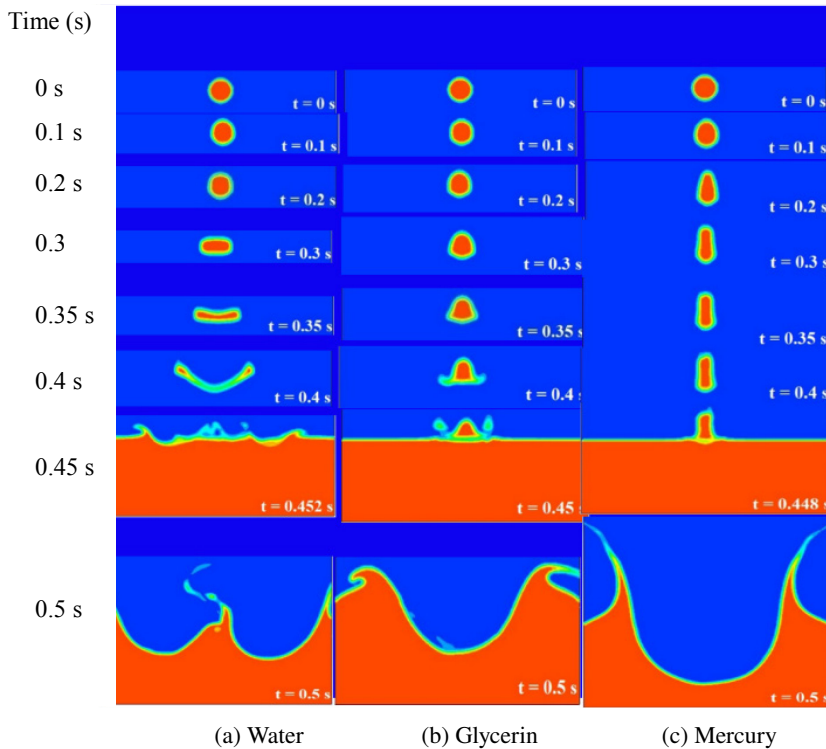 Time (s)
0 s
t = 0
t = 0
t = 0
0.1 s
t = 0.1
t = 0.1
t = 0.1
0.2 s
t = 0.2
t = 0.2
t = 0.2
0.3
t = 0.3 s
t = 0.3 s
t = 0.3 s
0.35 s
t = 0.35
t = 0.35
t = 0.35
0.4 s
t = 0.4
t = 0.4
t = 0.4
0.45 s
t = 0.452 s
t = 0.45
t = 0.448 s
0.5 s
t = 0.5 s
t = 0.5
t = 0.5 s
(a) Water
(b) Glycerin
(c) Mercury